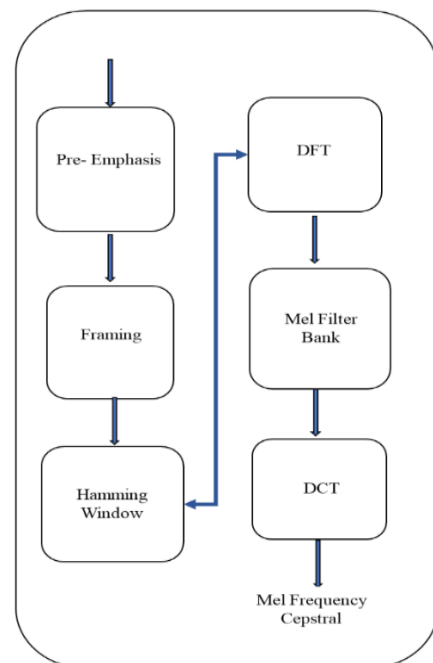 Pre- Emphasis
Framing
Hamming
Window
DFT
Mel Filter
Bank
DCT
Mel Frequency
Cepstral